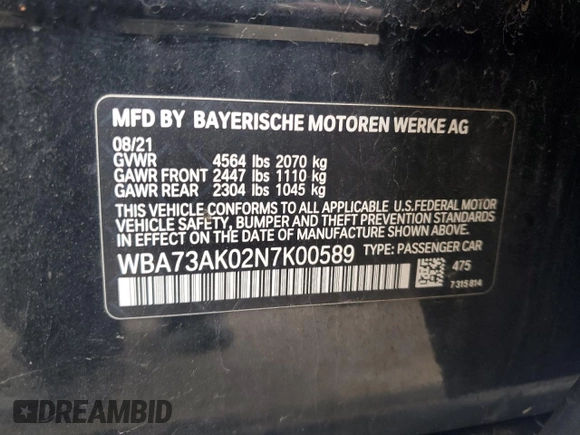 MFD BY BAYERISCHE MOTOREN WERKE AG
08/21
GVWR 4564 lbs 2070 kg
GAWR FRONT 2447 lbs 1110 kg
GAWR REAR 2304 lbs 1045 kg
THIS VEHICLE CONFORMS TO ALL APPLICABLE U.S.FEDERAL MOTOR
VEHICLE SAFETY, BUMPER AND THEFT PREVENTION STANDARDS
IN EFFECT ON THE DATE OF MANUFACTURE SHOWN ABOVE.
WBA73AK02N7K00589 TYPE: PASSENGER CAR
475
7 315 814
DREAMBID